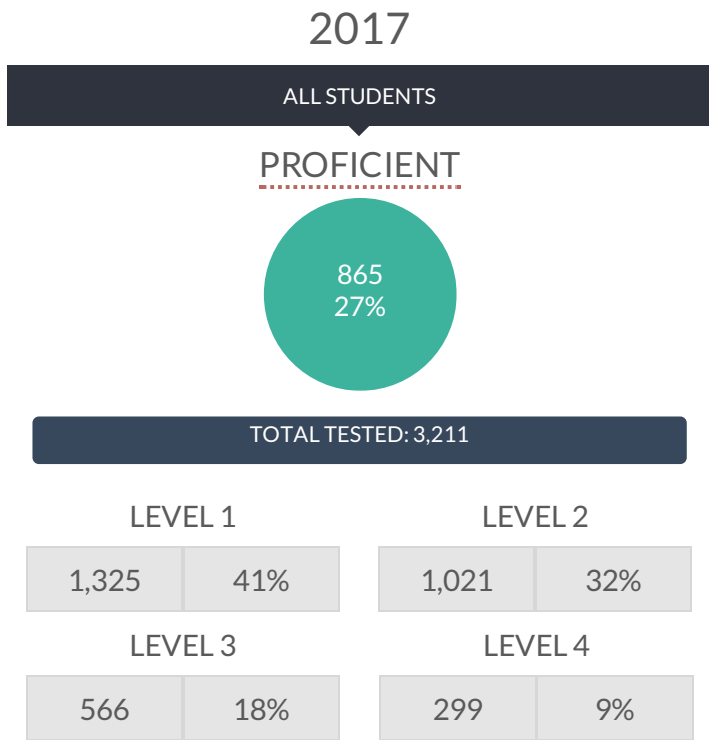 2017
ALL STUDENTS
PROFICIENT
865
27%
TOTAL TESTED: 3,211
LEVEL 1 LEVEL 2
1,325 41% 1,021 32%
LEVEL 3 LEVEL 4
566 18% 299 9%